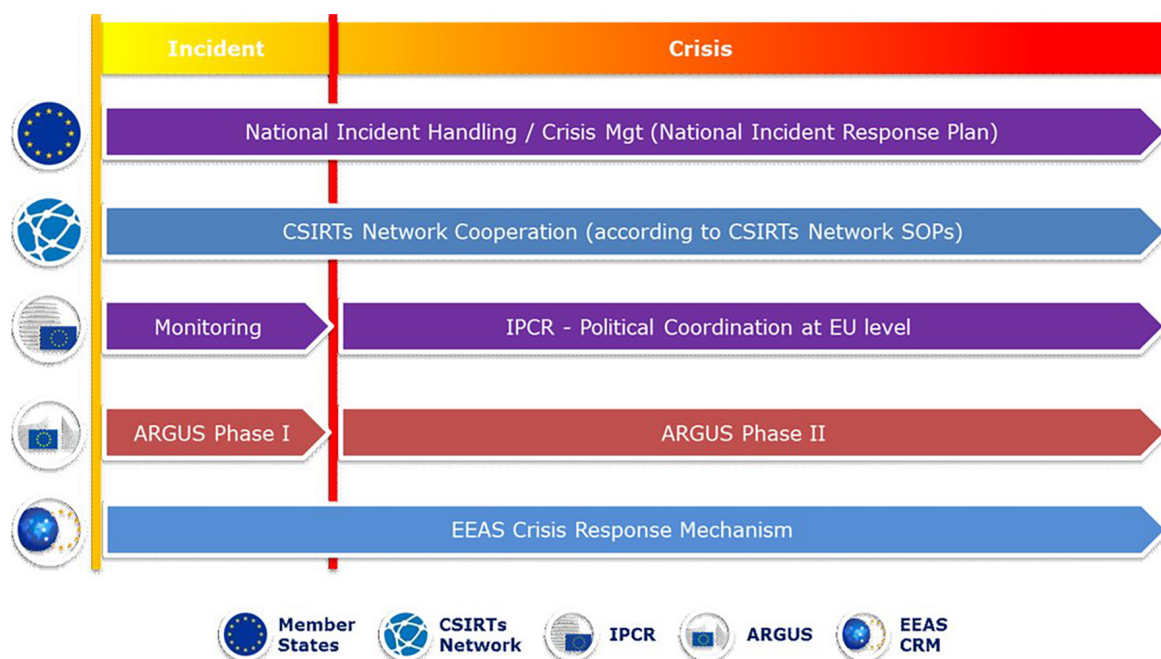 Incident
Crisis
National Incident Handling / Crisis Mgt (National Incident Response Plan)
CSIRTs Network Cooperation (according to CSIRTs Network SOPs)
Monitoring
IPCR - Political Coordination at EU level
ARGUS Phase I
ARGUS Phase II
EEAS Crisis Response Mechanism
Member
States
CSIRTs
Network
IPCR
ARGUS
EEAS
CRM